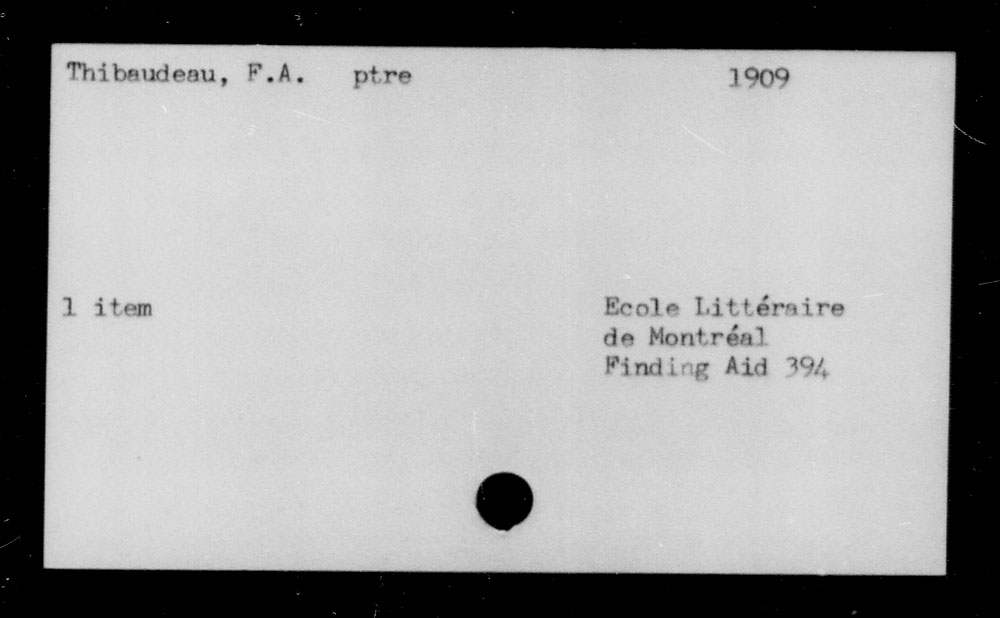 Thibaudeau, F.A. ptre 1909
1 item
Ecole Littéraire
de Montréal
Finding Aid 394